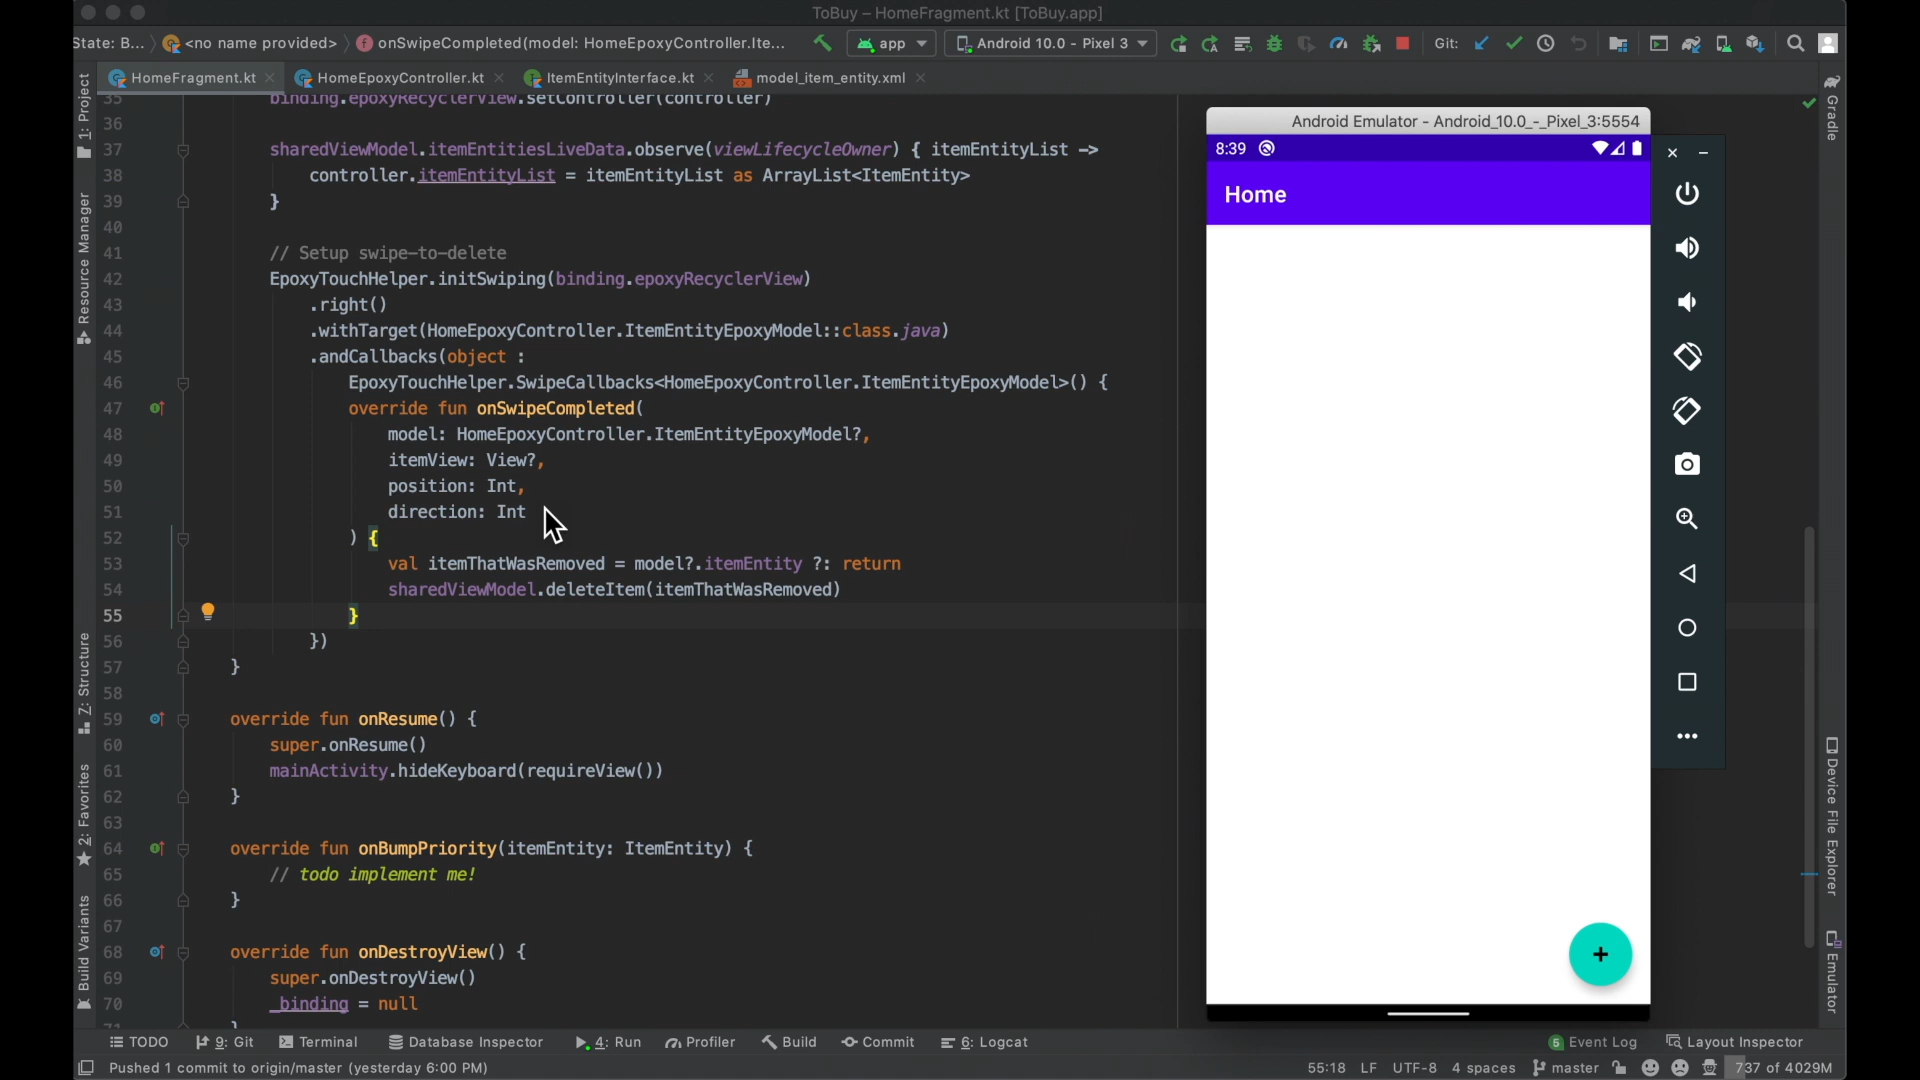 ToBuy – HomeFragment.kt [ToBuy.app]
State: B... <no name provided> onSwipeCompleted(model: HomeEpoxyController.Ite... app Android 10.0 - Pixel 3 Git:
HomeFragment.kt HomeEpoxyController.kt ItemEntityInterface.kt model_item_entity.xml
1: Project
Resource Manager
7: Structure
2: Favorites
Build Variants
35 binding.epoxyRecyclerView.setController(controller)
36
37 sharedViewModel.itemEntitiesLiveData.observe(viewLifecycleOwner) { itemEntityList ->
38 controller.itemEntityList = itemEntityList as ArrayList<ItemEntity>
39 }
40
41 // Setup swipe-to-delete
42 EpoxyTouchHelper.initSwiping(binding.epoxyRecyclerView)
43 .right()
44 .withTarget(HomeEpoxyController.ItemEntityEpoxyModel::class.java)
45 .andCallbacks(object :
46 EpoxyTouchHelper.SwipeCallbacks<HomeEpoxyController.ItemEntityEpoxyModel>() {
47 override fun onSwipeCompleted(
48 model: HomeEpoxyController.ItemEntityEpoxyModel?,
49 itemView: View?,
50 position: Int,
51 direction: Int
52 ) {
53 val itemThatWasRemoved = model?.itemEntity ?: return
54 sharedViewModel.deleteItem(itemThatWasRemoved)
55 }
56 })
57 }
58
59 override fun onResume() {
60 super.onResume()
61 mainActivity.hideKeyboard(requireView())
62 }
63
64 override fun onBumpPriority(itemEntity: ItemEntity) {
65 // todo implement me!
66 }
67
68 override fun onDestroyView() {
69 super.onDestroyView()
70 _binding = null
71 }
Android Emulator - Android_10.0_-_Pixel_3:5554
8:39
Home
+
Gradle
Device File Explorer
Emulator
TODO 9: Git Terminal Database Inspector 4: Run Profiler Build Commit 6: Logcat 5 Event Log Layout Inspector
Pushed 1 commit to origin/master (yesterday 6:00 PM) 55:18 LF UTF-8 4 spaces master 737 of 4029M